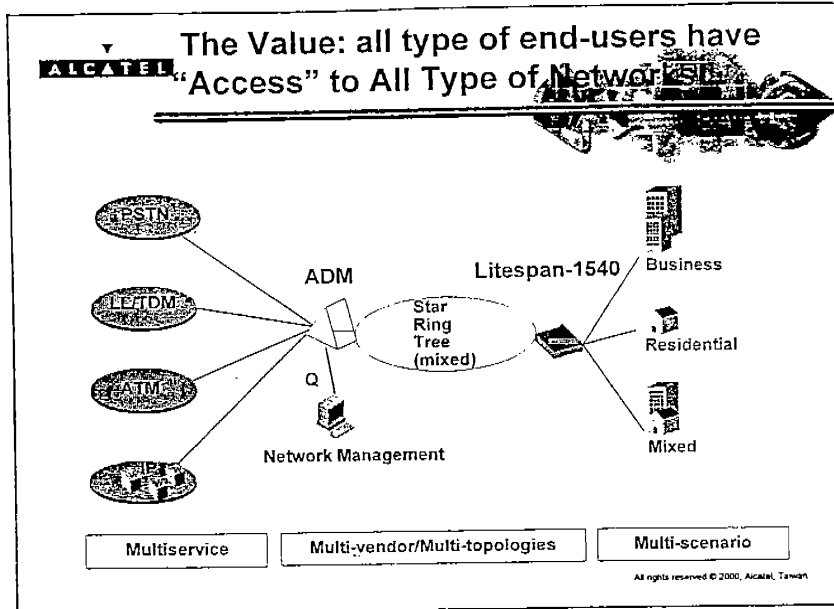 ALCATEL
The Value: all type of end-users have
"Access" to All Type of Networks!!
PSTN
LE/TDM
ATM
IP
ADM
Q
Network Management
Star
Ring
Tree
(mixed)
Litespan-1540
Business
Residential
Mixed
Multiservice
Multi-vendor/Multi-topologies
Multi-scenario
All rights reserved © 2000, Alcatel, Taiwan